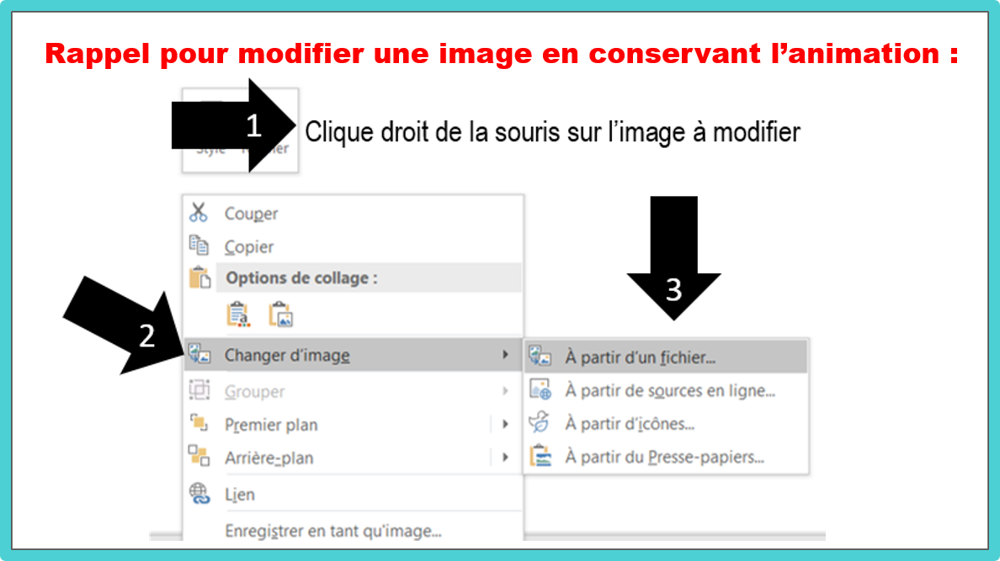 Rappel pour modifier une image en conservant l’animation :
1
Clique droit de la souris sur l’image à modifier
Style
Couper
Copier
Options de collage :
2
3
Changer d’image
À partir d’un fichier...
Grouper
À partir de sources en ligne...
Premier plan
À partir d’icônes...
Arrière-plan
À partir du Presse-papiers...
Lien
Enregistrer en tant qu'image...